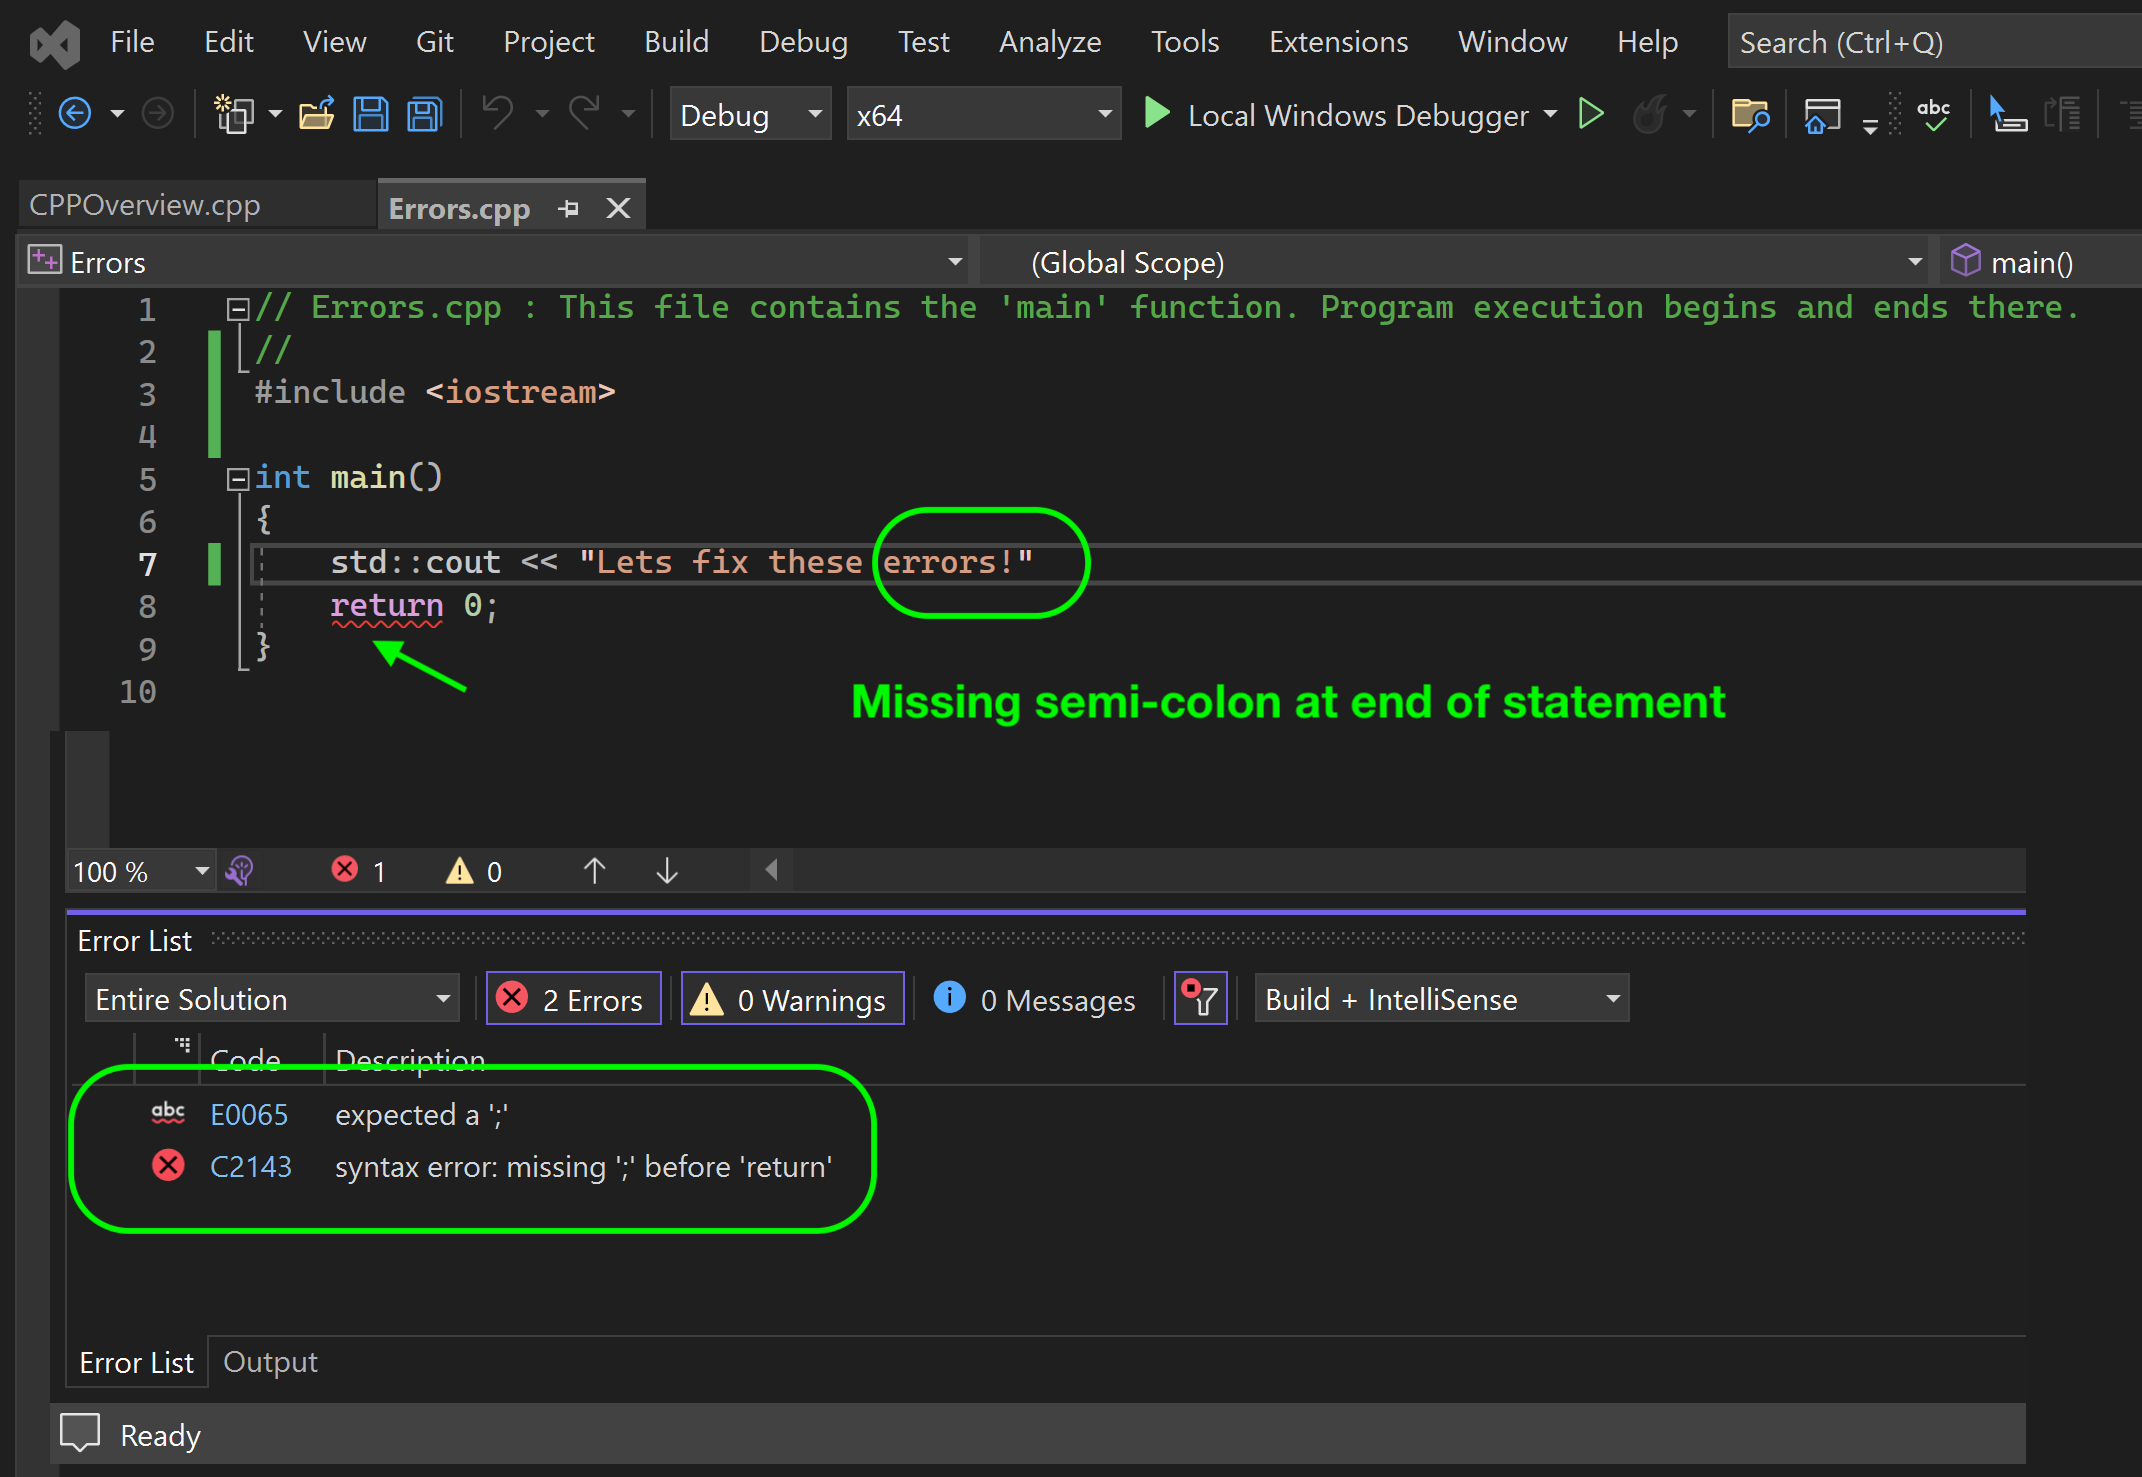 File Edit View Git Project Build Debug Test Analyze Tools Extensions Window Help Search (Ctrl+Q)
Debug x64 Local Windows Debugger abc
CPPOverview.cpp Errors.cpp
Errors (Global Scope) main()
1 // Errors.cpp : This file contains the 'main' function. Program execution begins and ends there.
2 //
3 #include <iostream>
4
5 int main()
6 {
7 std::cout << "Lets fix these errors!"
8 return 0;
9 }
10
Missing semi-colon at end of statement
100 % 1 0
Error List
Entire Solution 2 Errors 0 Warnings 0 Messages Build + IntelliSense
Code Description
abc E0065 expected a ';'
C2143 syntax error: missing ';' before 'return'
Error List Output
Ready